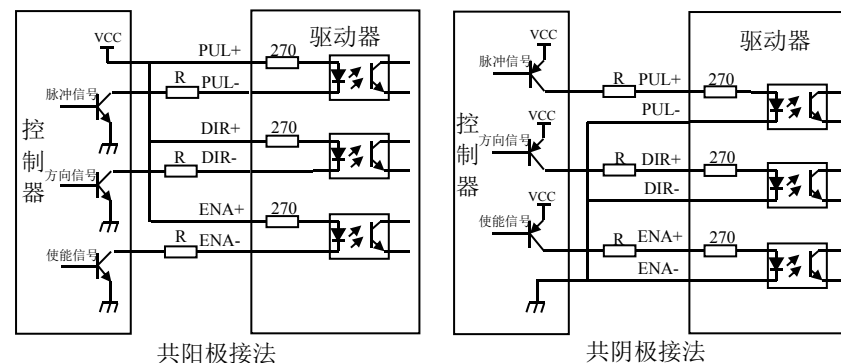 VCC
PUL+
270
驱动器
脉冲信号
R
PUL-
控制器
DIR+
270
方向信号
R
DIR-
ENA+
270
使能信号
R
ENA-
共阳极接法
VCC
驱动器
脉冲信号
R
PUL+
270
PUL-
控制器
VCC
方向信号
R
DIR+
270
DIR-
VCC
使能信号
R
ENA+
270
ENA-
共阴极接法